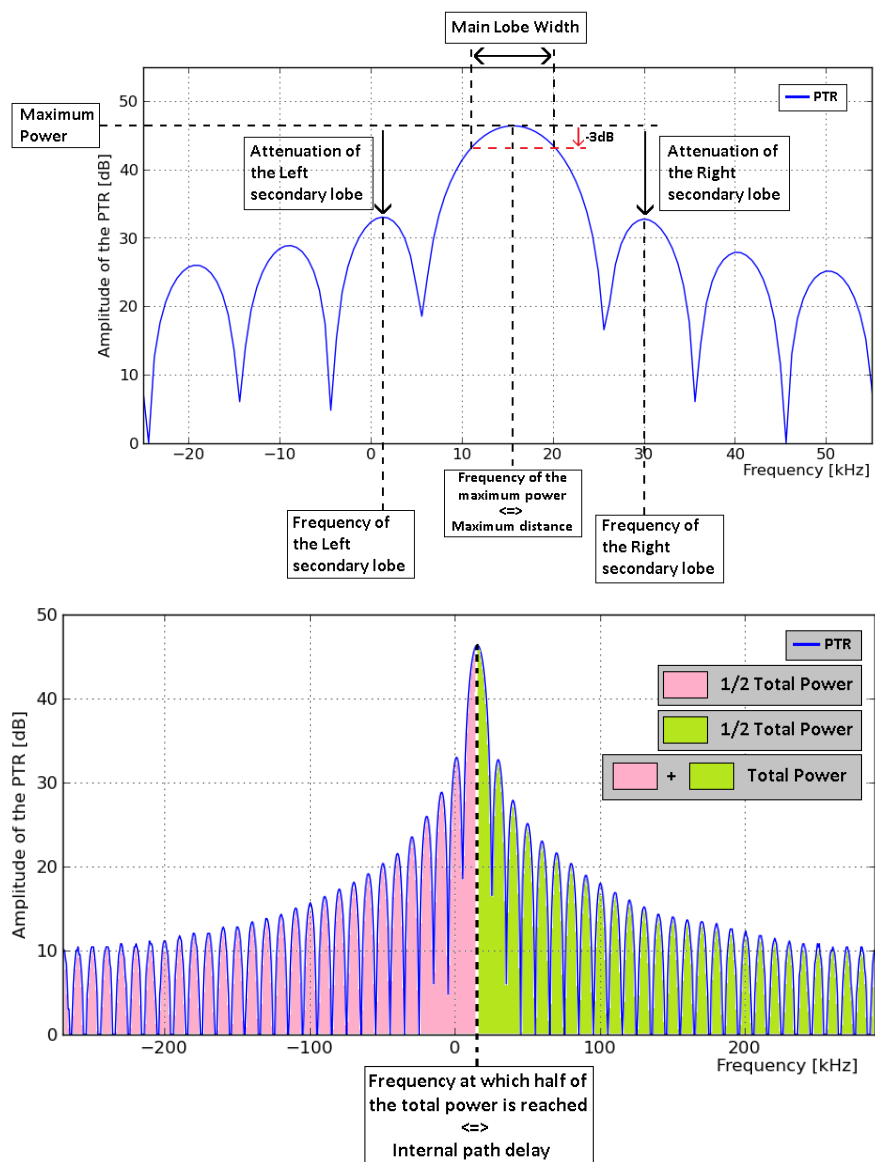 Main Lobe Width
Maximum
Power
50
40
30
20
10
0
Amplitude of the PTR [dB]
PTR
-3dB
Attenuation of
the Left
secondary lobe
Attenuation of
the Right
secondary lobe
−20
−10
0
10
20
30
40
50
Frequency [kHz]
Frequency of
the Left
secondary lobe
Frequency of the
maximum power
<=>
Maximum distance
Frequency of
the Right
secondary lobe
50
40
30
20
10
0
Amplitude of the PTR [dB]
PTR
1/2 Total Power
1/2 Total Power
+ Total Power
−200
−100
0
100
200
Frequency [kHz]
Frequency at which half of
the total power is reached
<=>
Internal path delay